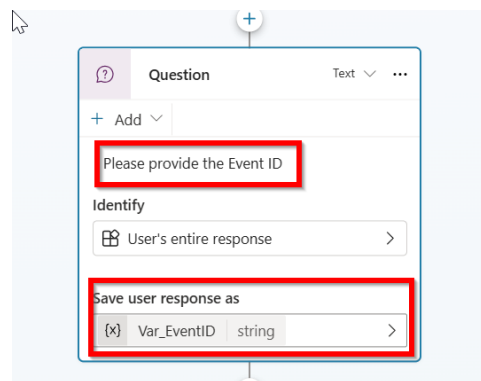 Question
Text
+ Add
Please provide the Event ID
Identify
User's entire response
Save user response as
{x} Var_EventID string